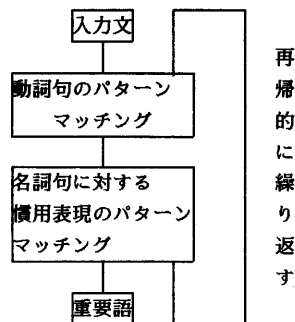 入力文
動詞句のパターン
マッチング
名詞句に対する
慣用表現のパターン
マッチング
重要語
再帰的に繰り返す